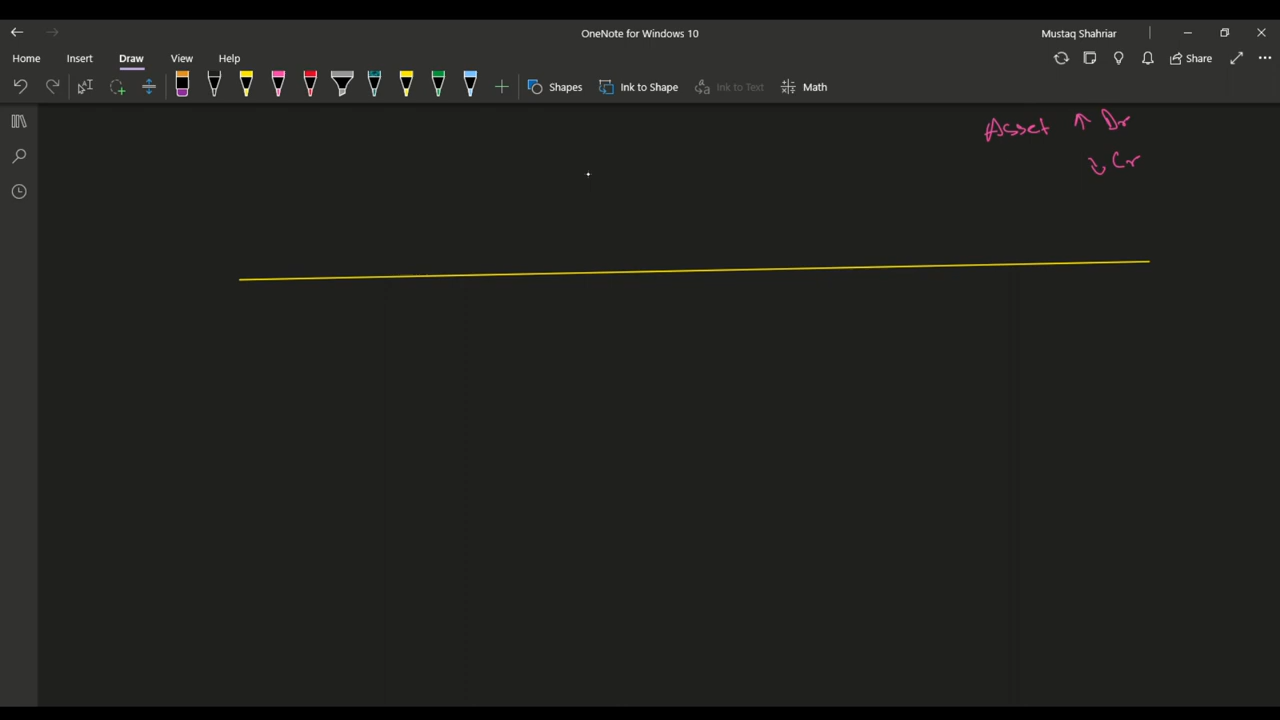 OneNote for Windows 10
Mustaq Shahriar
Home Insert Draw View Help
Share
Shapes Ink to Shape Ink to Text Math
Asset ↑ Dr
↓ Cr